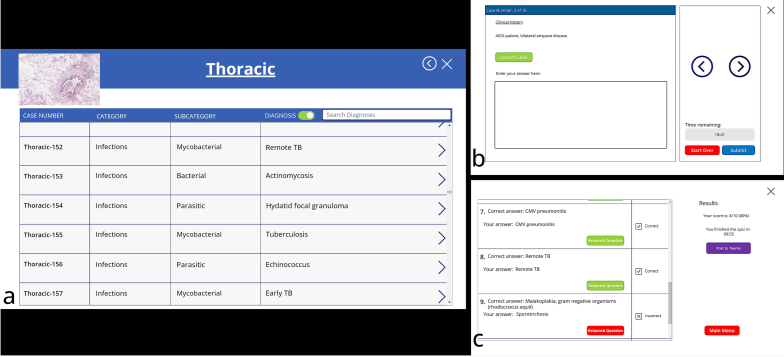 Thoracic
CASE NUMBER CATEGORY SUBCATEGORY DIAGNOSIS Search Diagnoses
Thoracic-152 Infections Mycobacterial Remote TB
Thoracic-153 Infections Bacterial Actinomycosis
Thoracic-154 Infections Parasitic Hydatid focal granuloma
Thoracic-155 Infections Mycobacterial Tuberculosis
Thoracic-156 Infections Parasitic Echinococcus
Thoracic-157 Infections Mycobacterial Early TB
a
Case Number: 3 of 10
Clinical History
AIDS patient, bilateral airspace disease
Launch Slide
Enter your answer here:
Time remaining:
18:41
Start Over Submit
b
7. Correct answer: CMV pneumonitis
Your answer: CMV pneumonitis
Correct
Relaunch Question
8. Correct answer: Remote TB
Your answer: Remote TB
Correct
Relaunch Question
9. Correct answer: Malakoplakia, gram negative organisms
(rhodococcus equii)
Your answer: Sporotrichosis
Incorrect
Relaunch Question
Results:
Your score is: 8/10 (80%)
You finished the quiz in:
00:55
Post to Teams
Main Menu
c